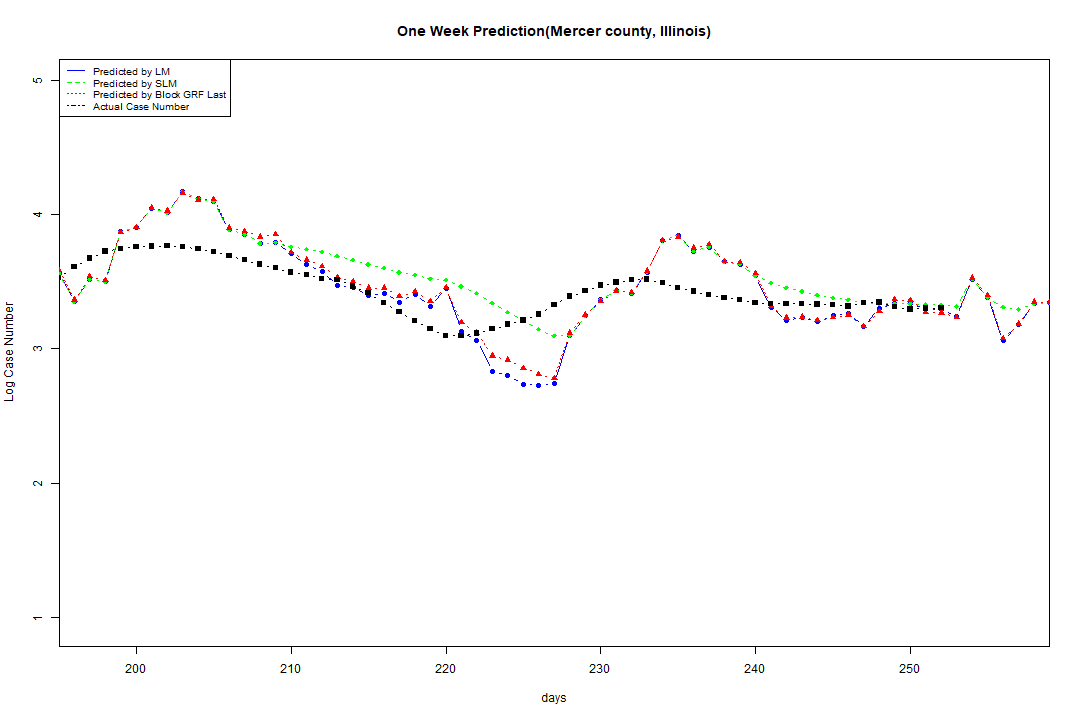 One Week Prediction(Mercer county, Illinois)
Predicted by LM
Predicted by SLM
Predicted by Block GRF Last
Actual Case Number
5
4
3
2
1
Log Case Number
200 210 220 230 240 250
days